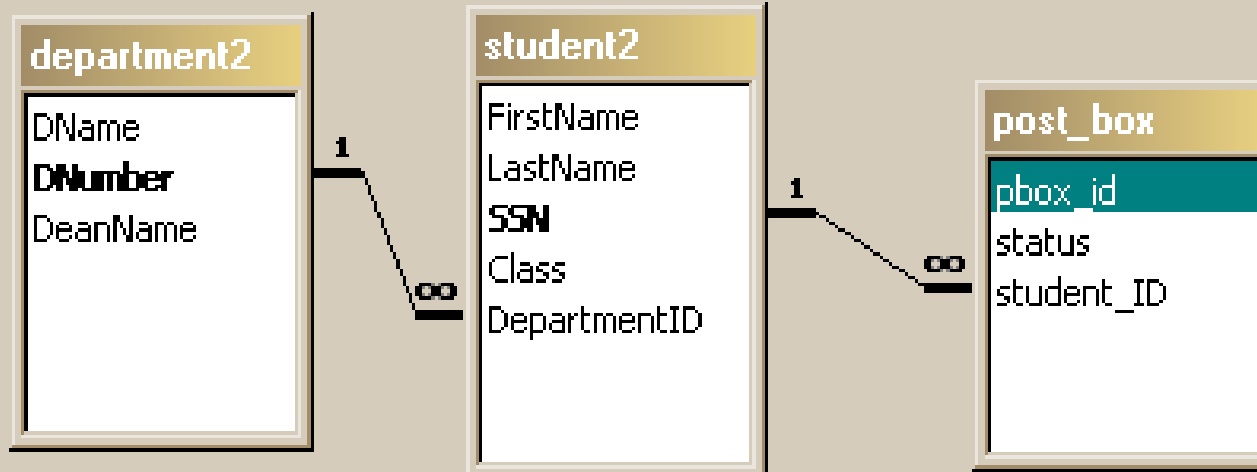 department2
DName
DNumber
DeanName
1
∞
student2
FirstName
LastName
SSN
Class
DepartmentID
1
∞
post_box
pbox_id
status
student_ID